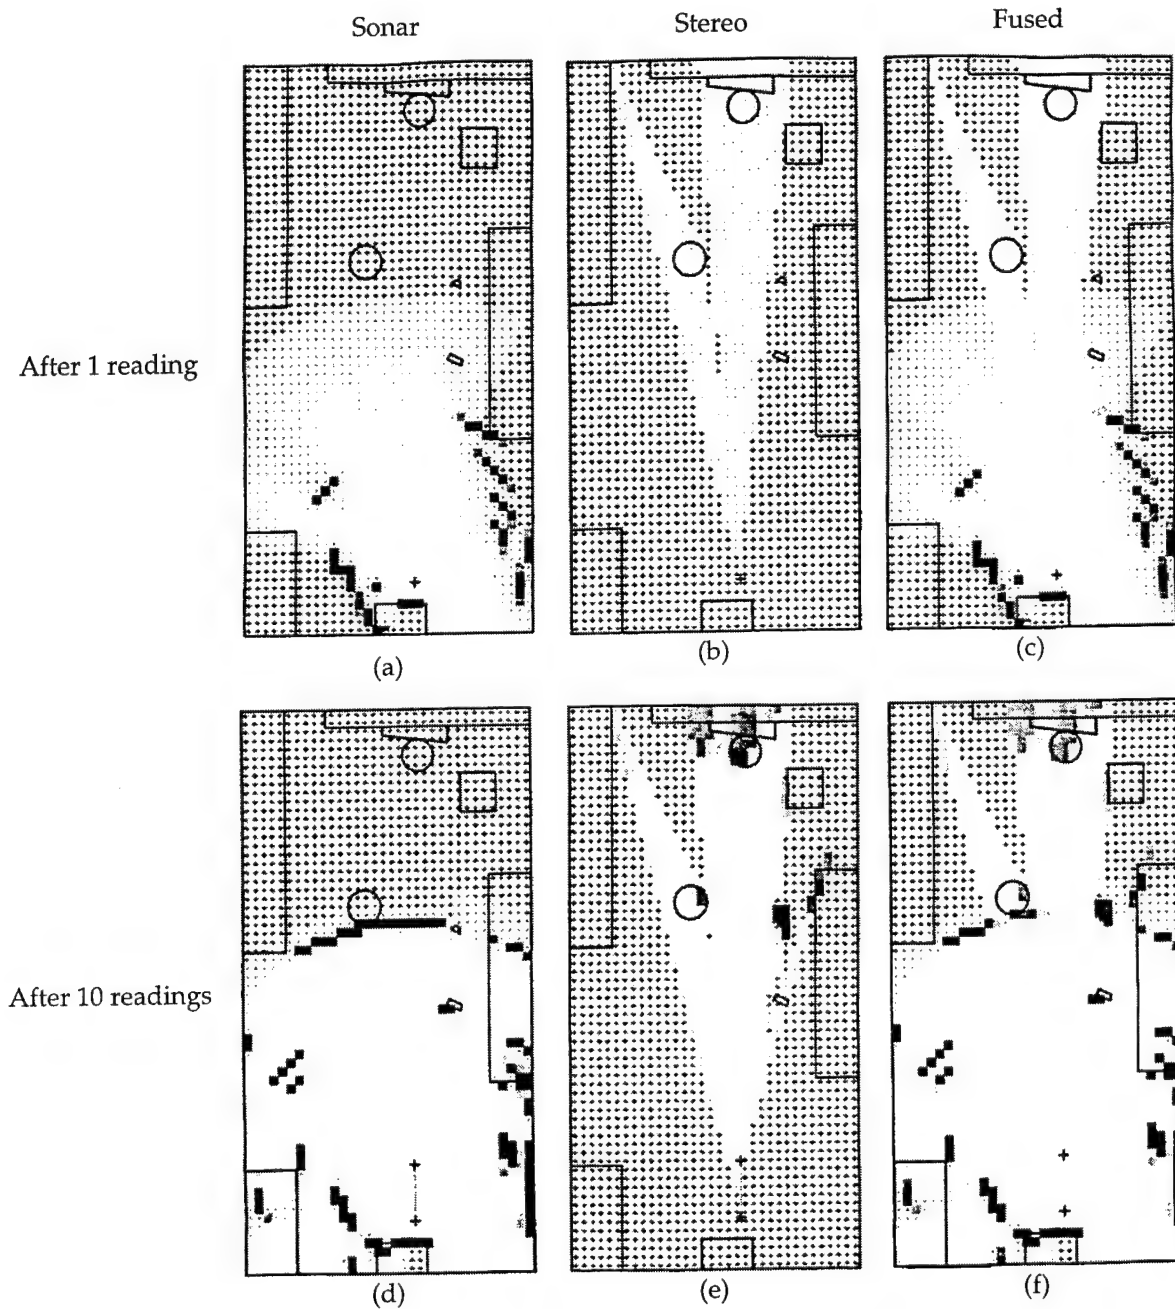 Sonar Stereo Fused
After 1 reading
(a) (b) (c)
After 10 readings
(d) (e) (f)